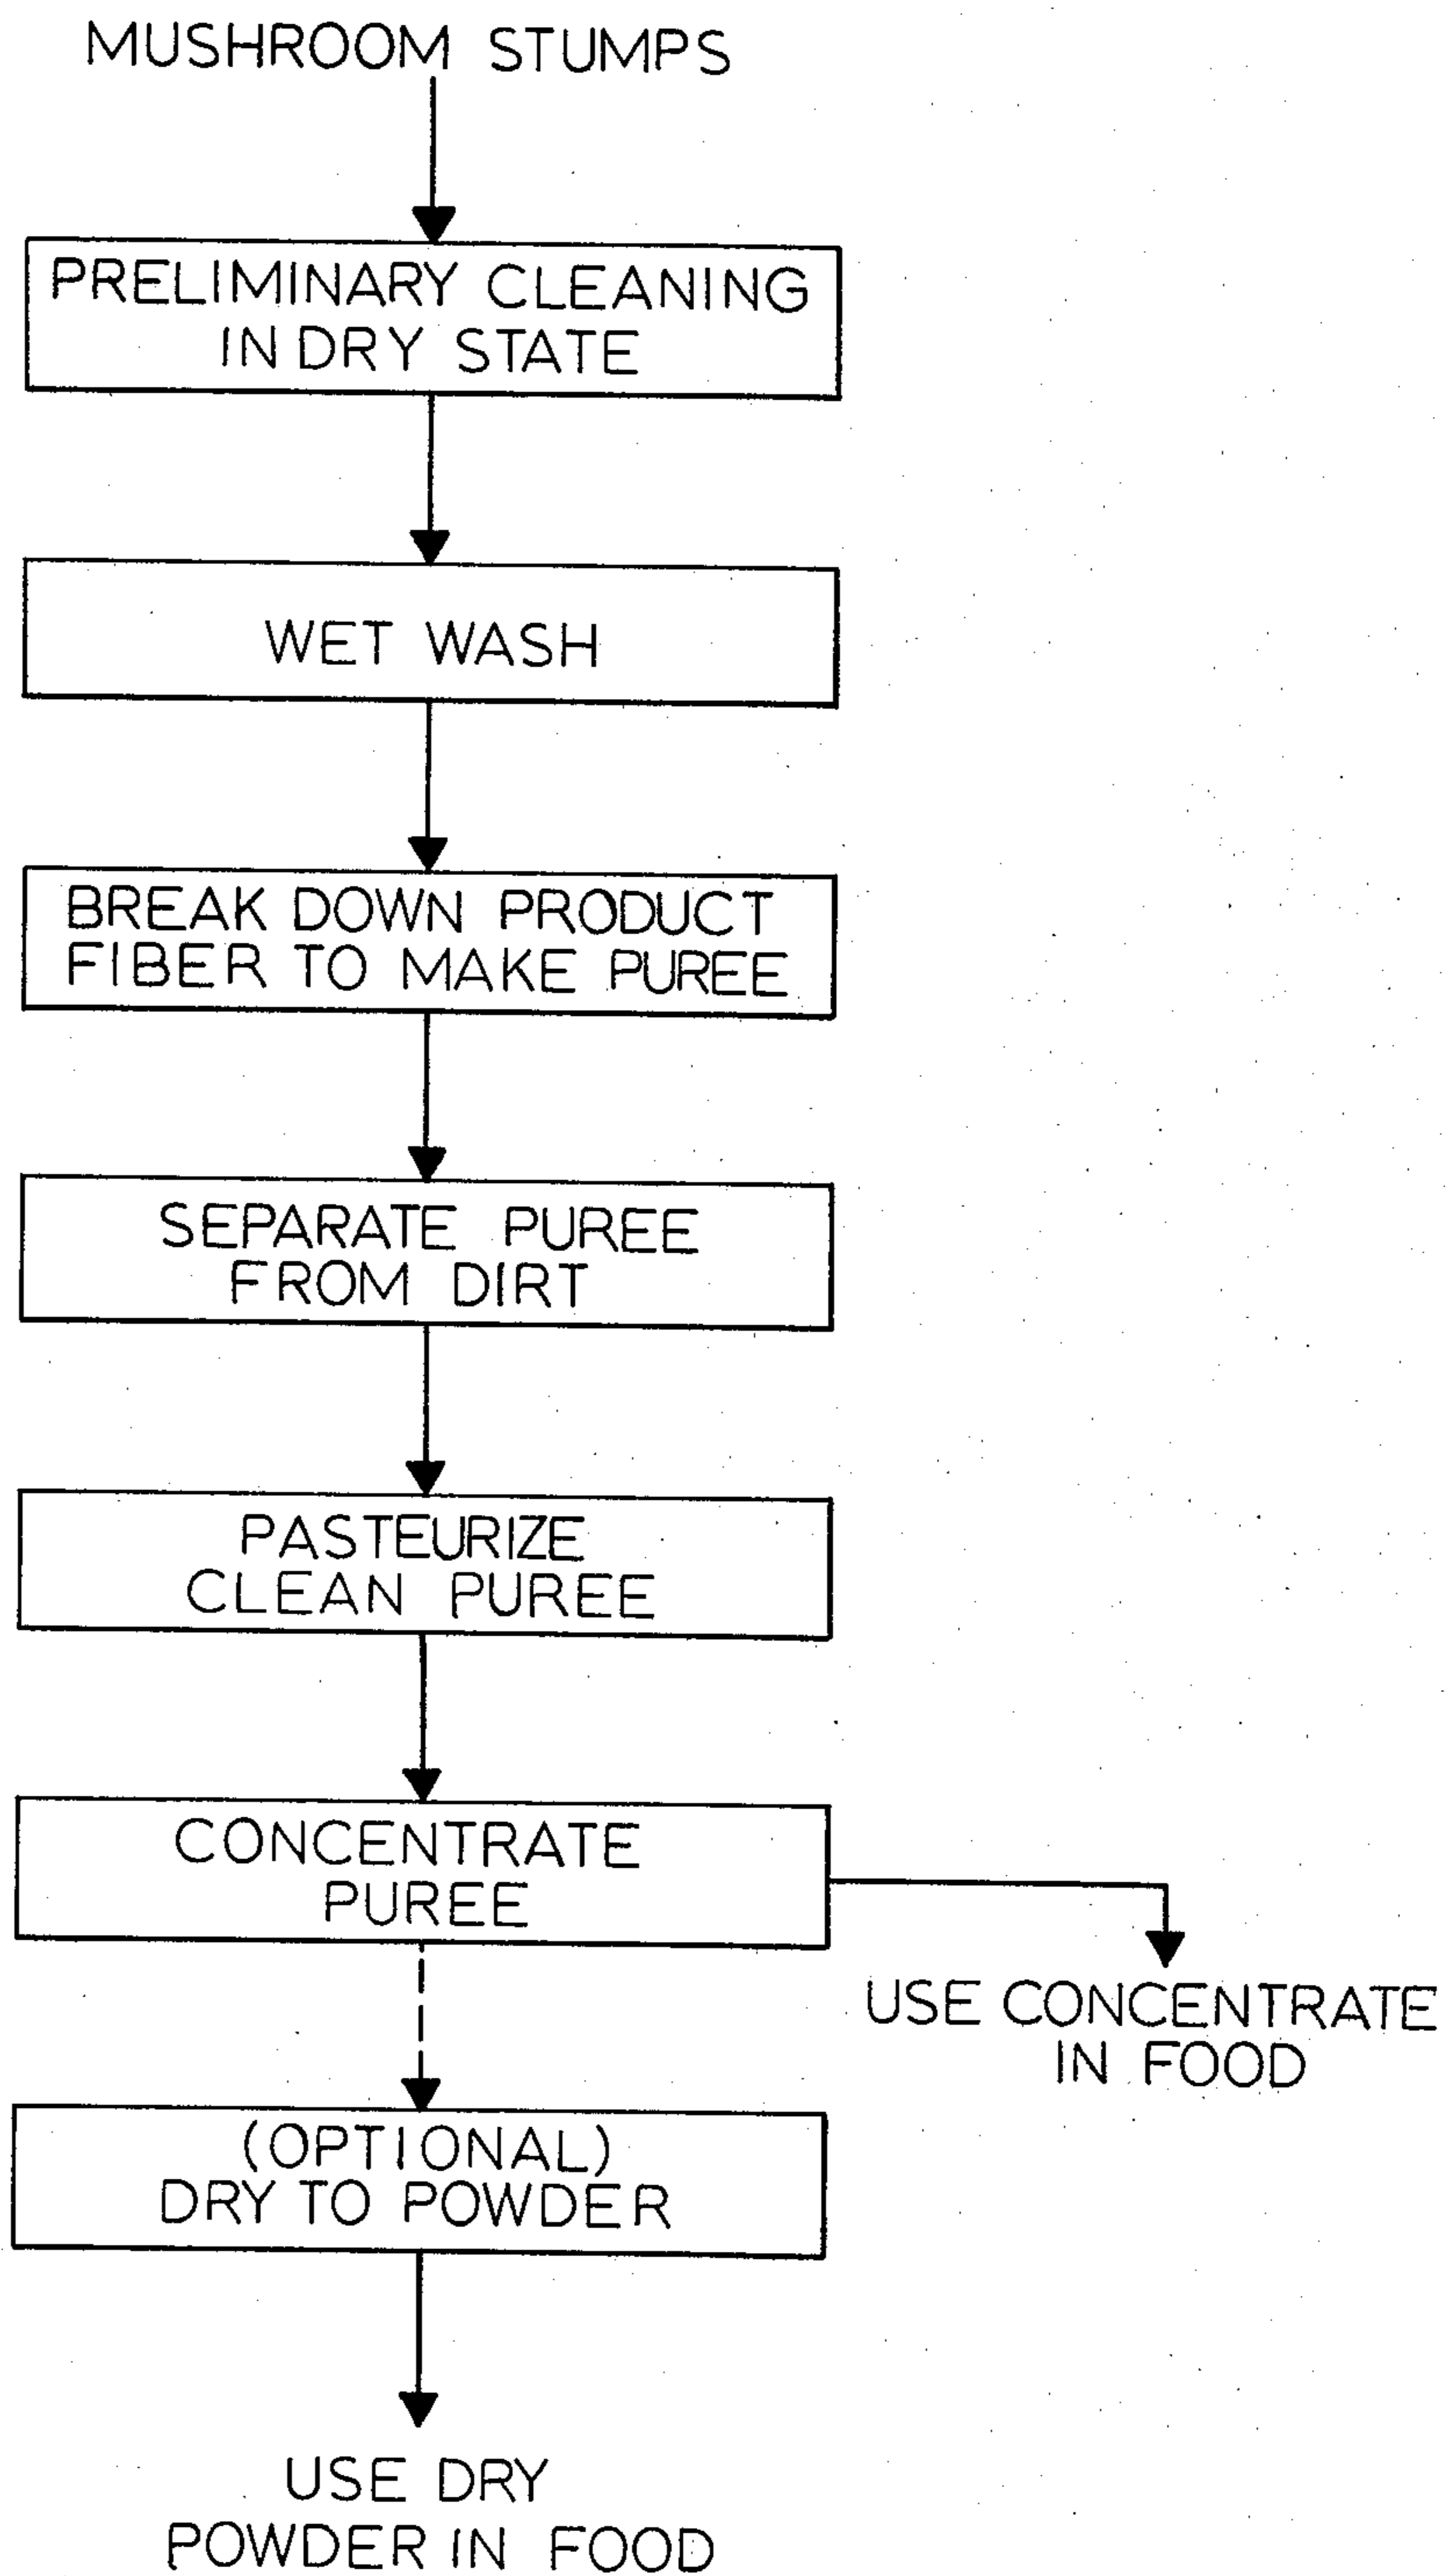 MUSHROOM STUMPS
PRELIMINARY CLEANING
IN DRY STATE
WET WASH
BREAK DOWN PRODUCT
FIBER TO MAKE PUREE
SEPARATE PUREE
FROM DIRT
PASTEURIZE
CLEAN PUREE
CONCENTRATE
PUREE
USE CONCENTRATE
IN FOOD
(OPTIONAL)
DRY TO POWDER
USE DRY
POWDER IN FOOD